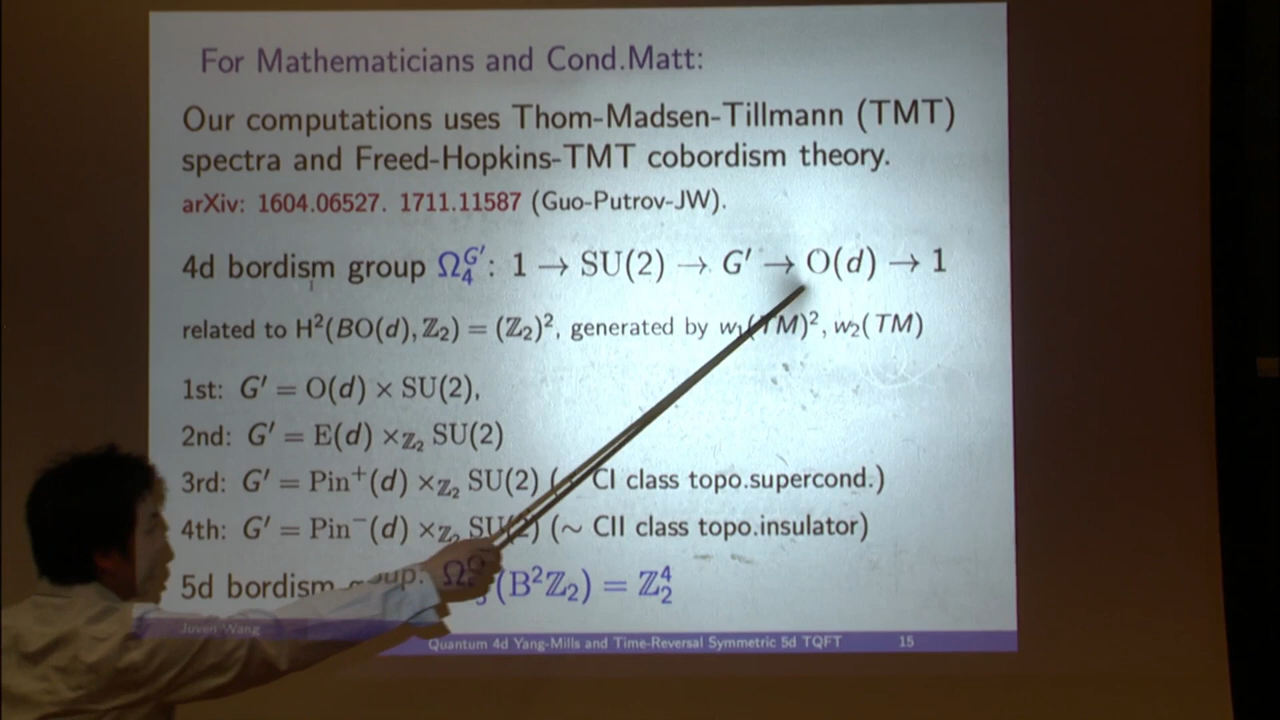 For Mathematicians and Cond.Matt:
Our computations uses Thom-Madsen-Tillmann (TMT)
spectra and Freed-Hopkins-TMT cobordism theory.
arXiv: 1604.06527. 1711.11587 (Guo-Putrov-JW).
4d bordism group Ω₄^{G′}: 1 → SU(2) → G′ → O(d) → 1
related to H²(BO(d), ℤ₂) = (ℤ₂)², generated by w₁(TM)², w₂(TM)
1st: G′ = O(d) × SU(2),
2nd: G′ = E(d) ×_{ℤ₂} SU(2)
3rd: G′ = Pin⁺(d) ×_{ℤ₂} SU(2) ( CI class topo.supercond.)
4th: G′ = Pin⁻(d) ×_{ℤ₂} SU(2) (∼ CII class topo.insulator)
5d bordism group: (B²ℤ₂) = ℤ₂⁴
Juven Wang
Quantum 4d Yang-Mills and Time-Reversal Symmetric 5d TQFT
15